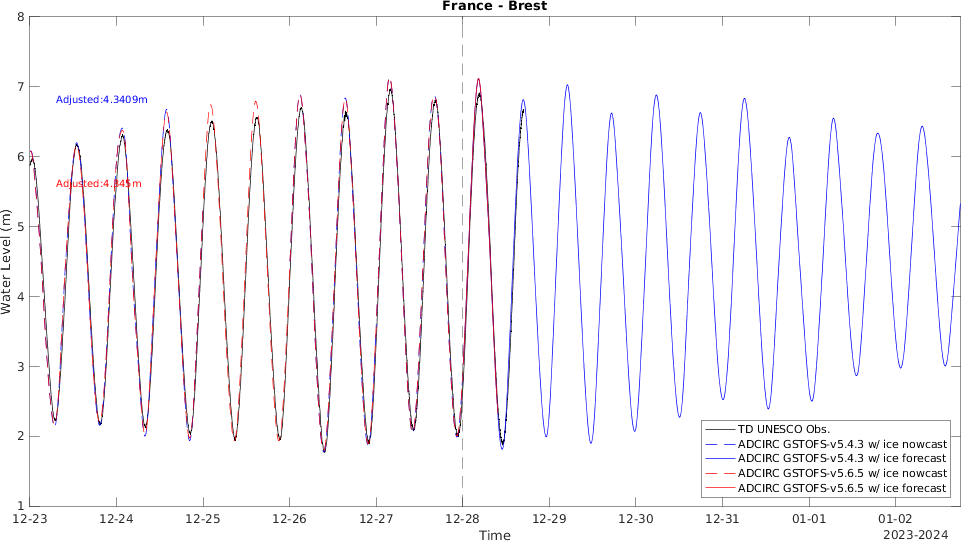 France - Brest
Water Level (m)
8
7
6
5
4
3
2
1
Adjusted:4.3409m
Adjusted:4.345m
TD UNESCO Obs.
ADCIRC GSTOFS-v5.4.3 w/ ice nowcast
ADCIRC GSTOFS-v5.4.3 w/ ice forecast
ADCIRC GSTOFS-v5.6.5 w/ ice nowcast
ADCIRC GSTOFS-v5.6.5 w/ ice forecast
12-23 12-24 12-25 12-26 12-27 12-28 12-29 12-30 12-31 01-01 01-02
Time
2023-2024